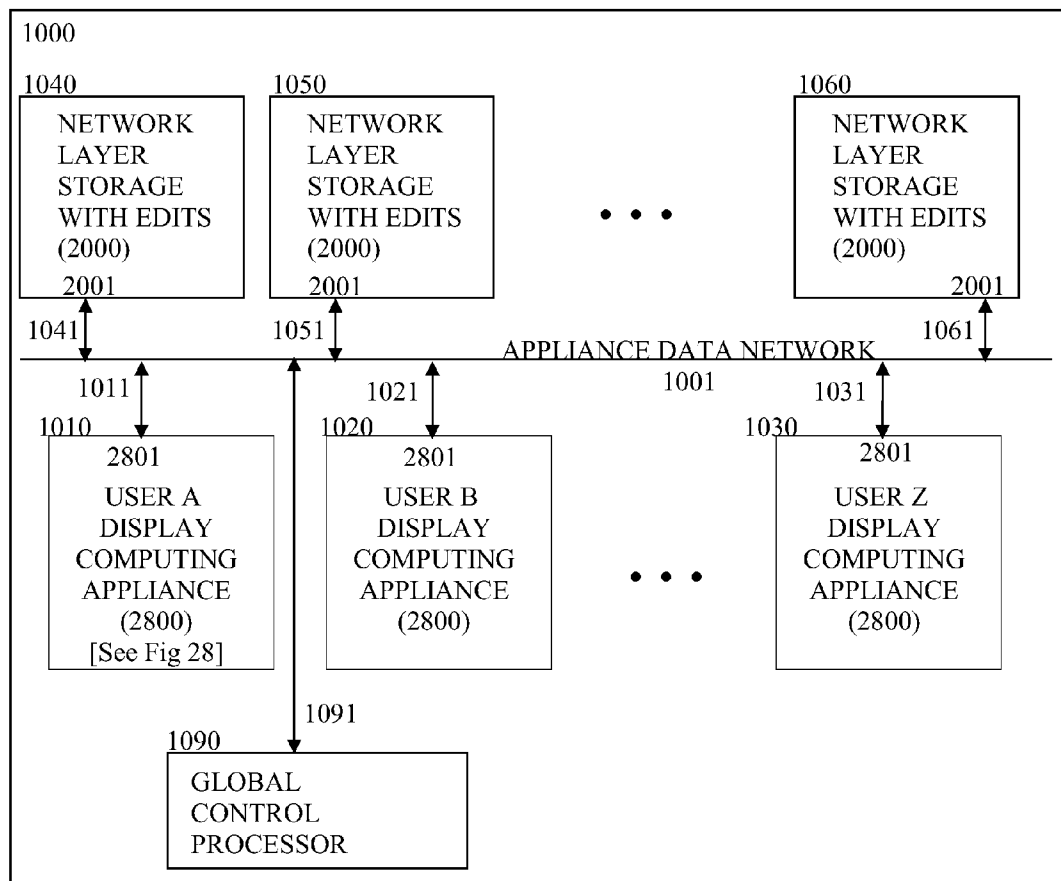 1000
1040
NETWORK
LAYER
STORAGE
WITH EDITS
(2000)
2001
1041
1050
NETWORK
LAYER
STORAGE
WITH EDITS
(2000)
2001
1051
1060
NETWORK
LAYER
STORAGE
WITH EDITS
(2000)
2001
1061
APPLIANCE DATA NETWORK
1001
1011
1010
2801
USER A
DISPLAY
COMPUTING
APPLIANCE
(2800)
[See Fig 28]
1021
1020
2801
USER B
DISPLAY
COMPUTING
APPLIANCE
(2800)
1031
1030
2801
USER Z
DISPLAY
COMPUTING
APPLIANCE
(2800)
1091
1090
GLOBAL
CONTROL
PROCESSOR